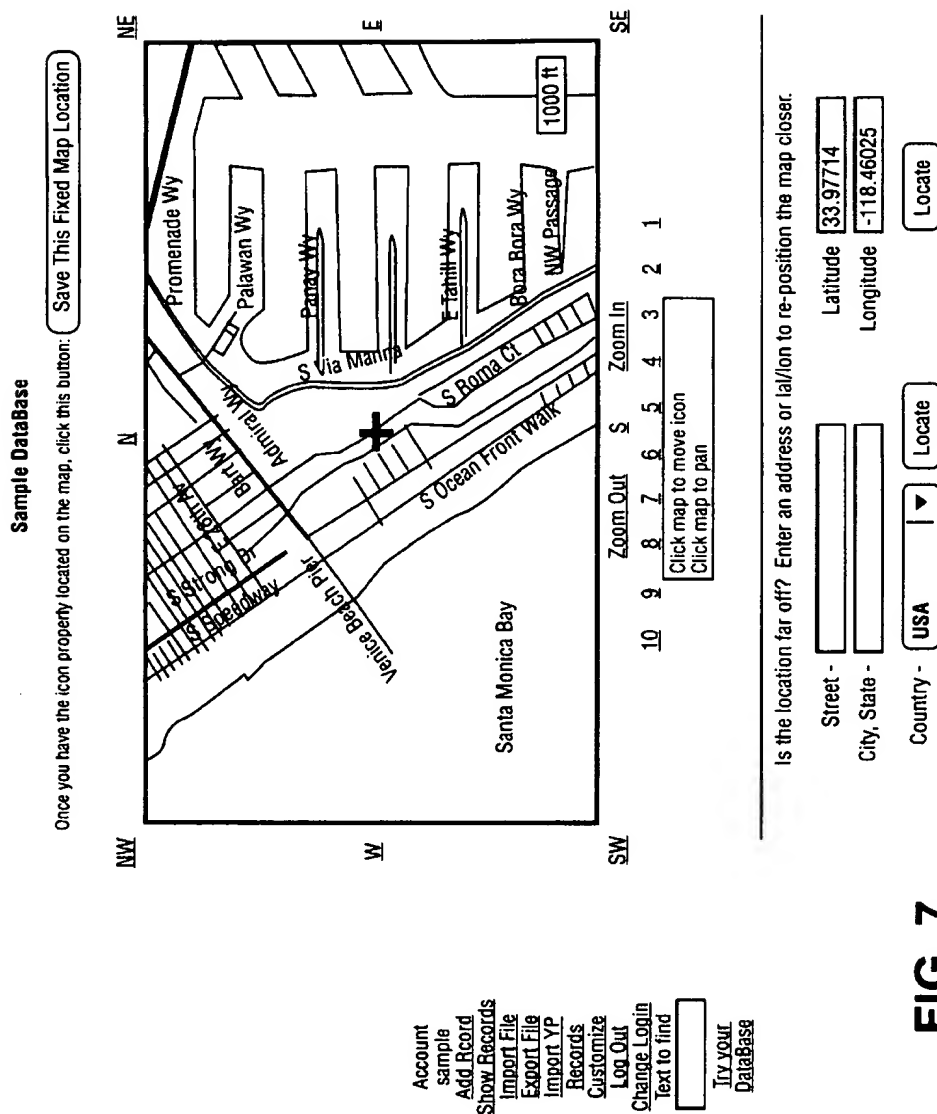 Sample DataBase
Once you have the icon properly located on the map, click this button: Save This Fixed Map Location
NW
N
NE
W
E
SW
S
SE
Promenade Wy
Palawan Wy
Panay Wy
E Tahill Wy
Bora Bora Wy
NW Passage
1000 ft
S Via Marina
Admiral Wy
Bart Wy
E 26th Av
S Strong Dr
S Speedway
Venice Beach Pier
S Roma Ct
S Ocean Front Walk
Santa Monica Bay
Zoom Out
Zoom In
10 9 8 7 6 5 4 3 2 1
Click map to move icon
Click map to pan
Account
sample
Add Rcord
Show Records
Import File
Export File
Import YP
Records
Customize
Log Out
Change Login
Text to find
Try your
DataBase
Is the location far off? Enter an address or lal/lon to re-position the map closer.
Street -
City, State -
Country - USA ▼ Locate
Latitude 33.97714
Longitude -118.46025
Locate
FIG. 7